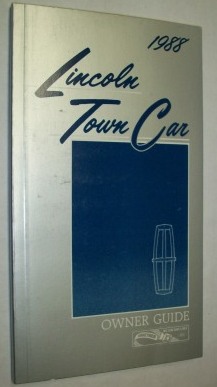 1988
Lincoln
Town Car
OWNER GUIDE